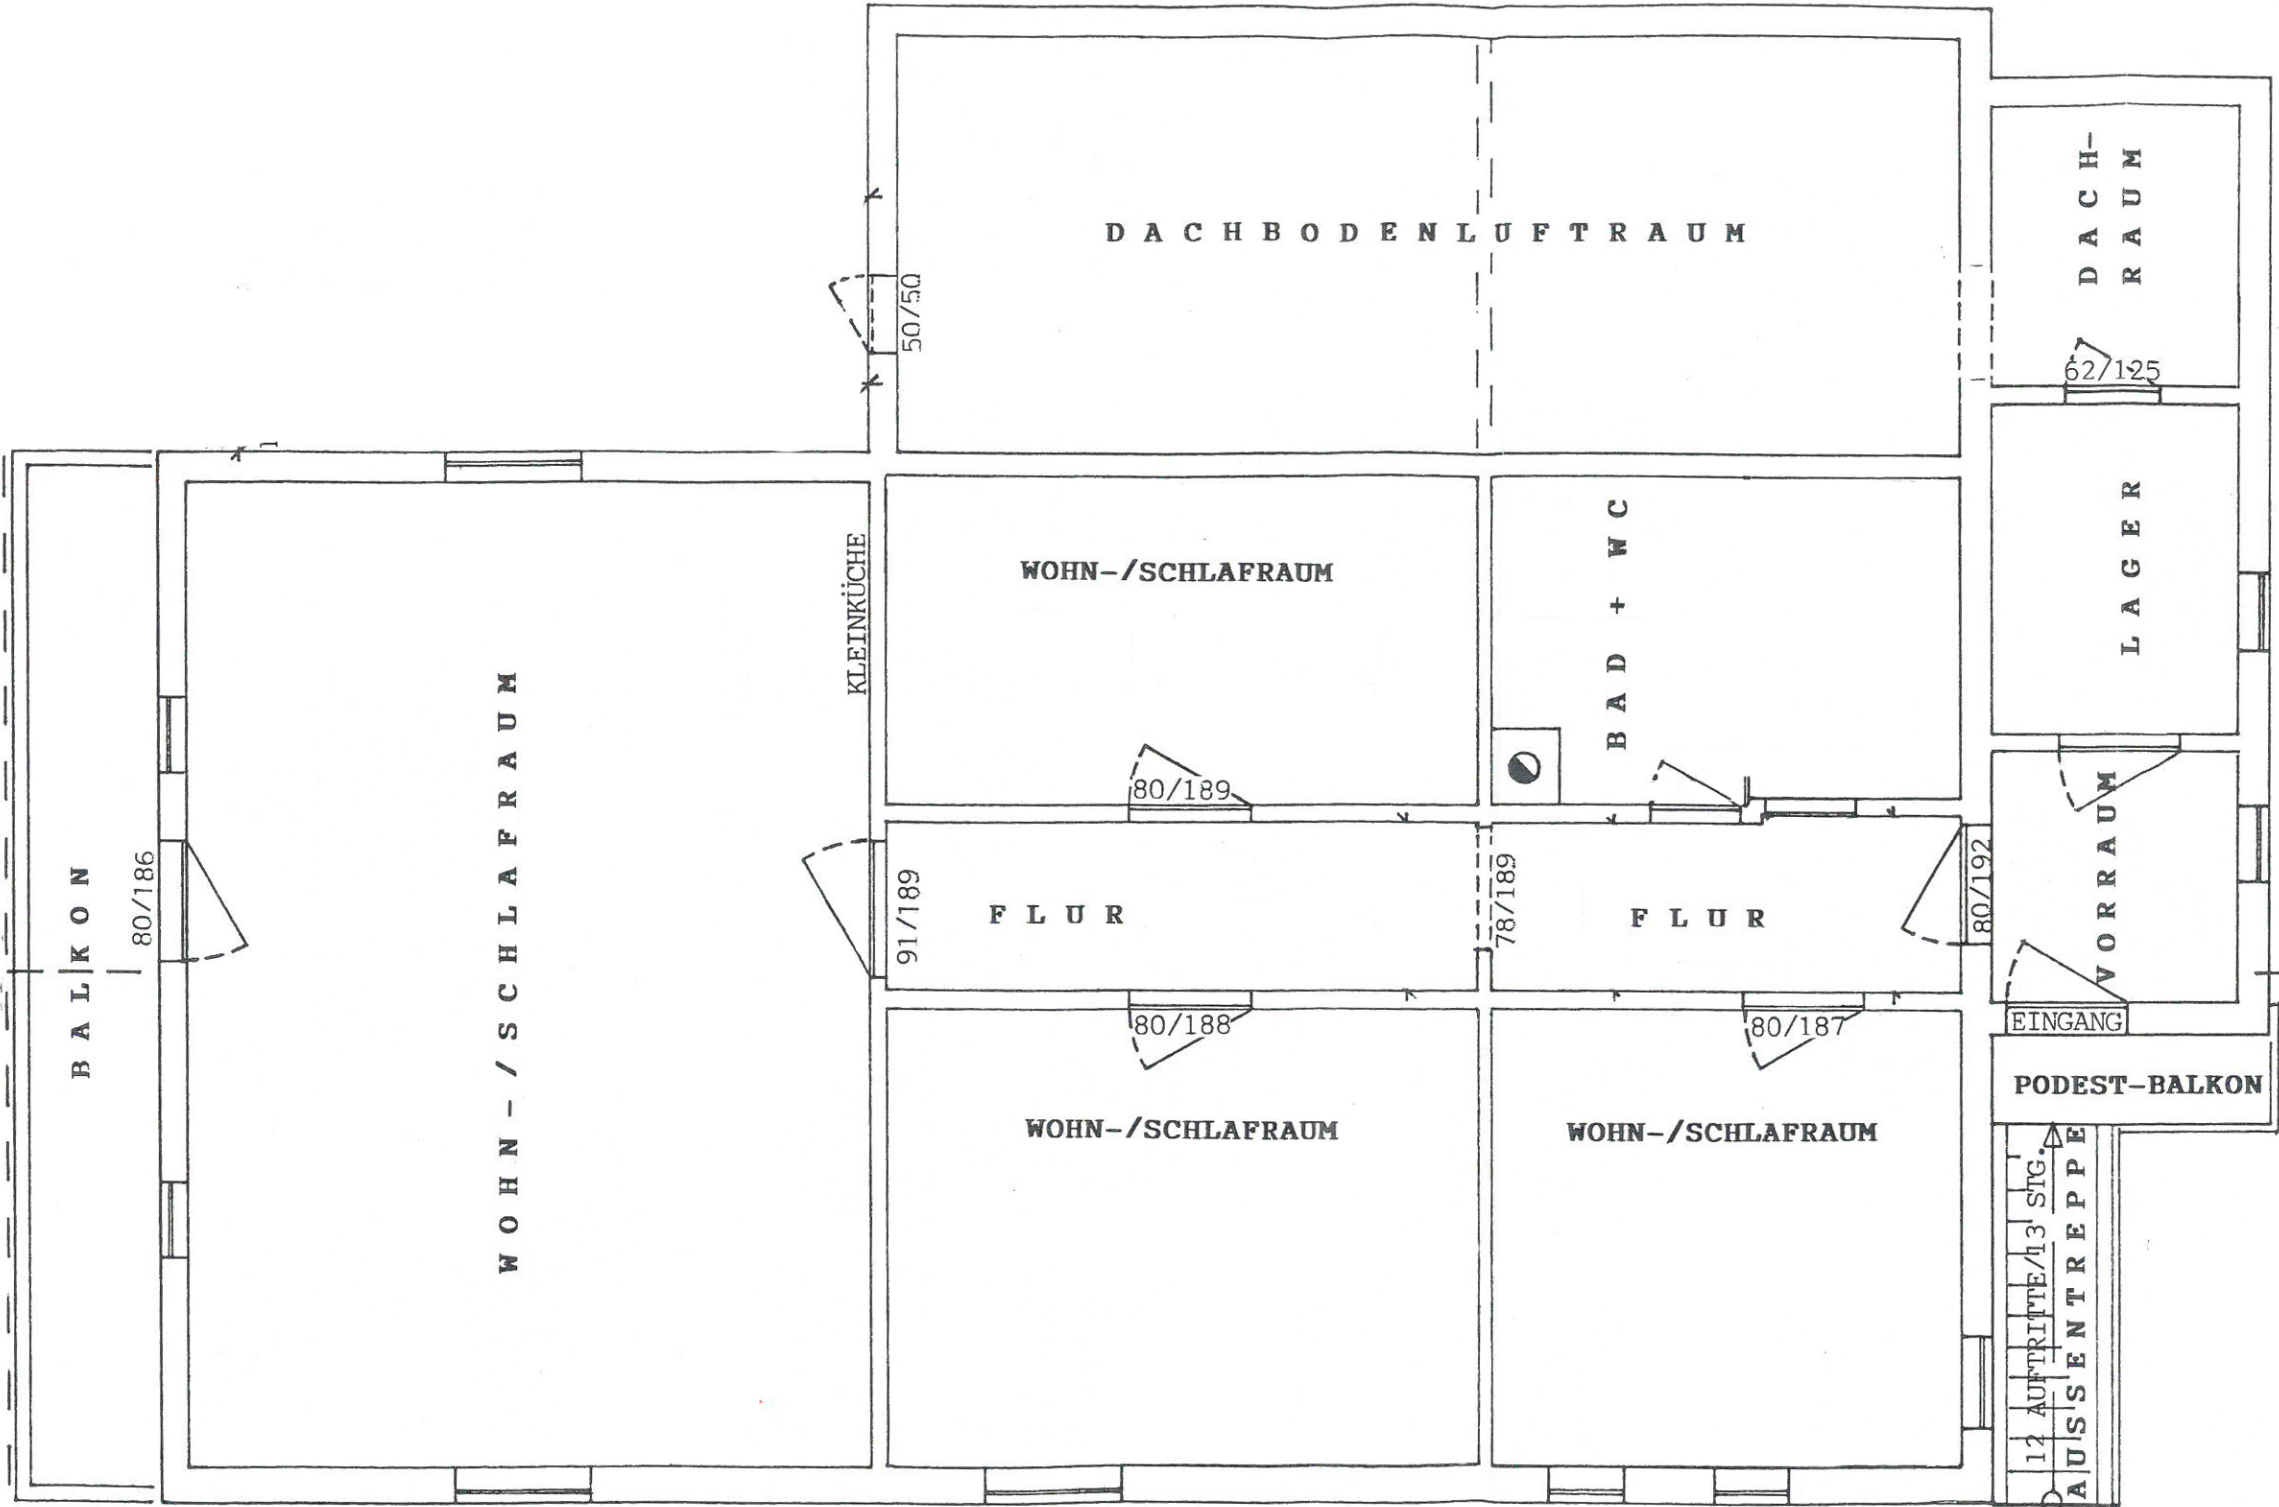 DACHBODENLUFTRAUM
DACH-
RAUM
50/50
62/125
1
LAGER
KLEINKÜCHE
WOHN-/SCHLAFRAUM
BAD + WC
WOHN-/SCHLAFRAUM
80/189
BALKON
80/186
91/189
FLUR
78/189
FLUR
80/192
VORRAUM
EINGANG
80/188
80/187
PODEST-BALKON
WOHN-/SCHLAFRAUM
WOHN-/SCHLAFRAUM
12 AUFTRITTE/13 STG.
AUSSENTREPPE